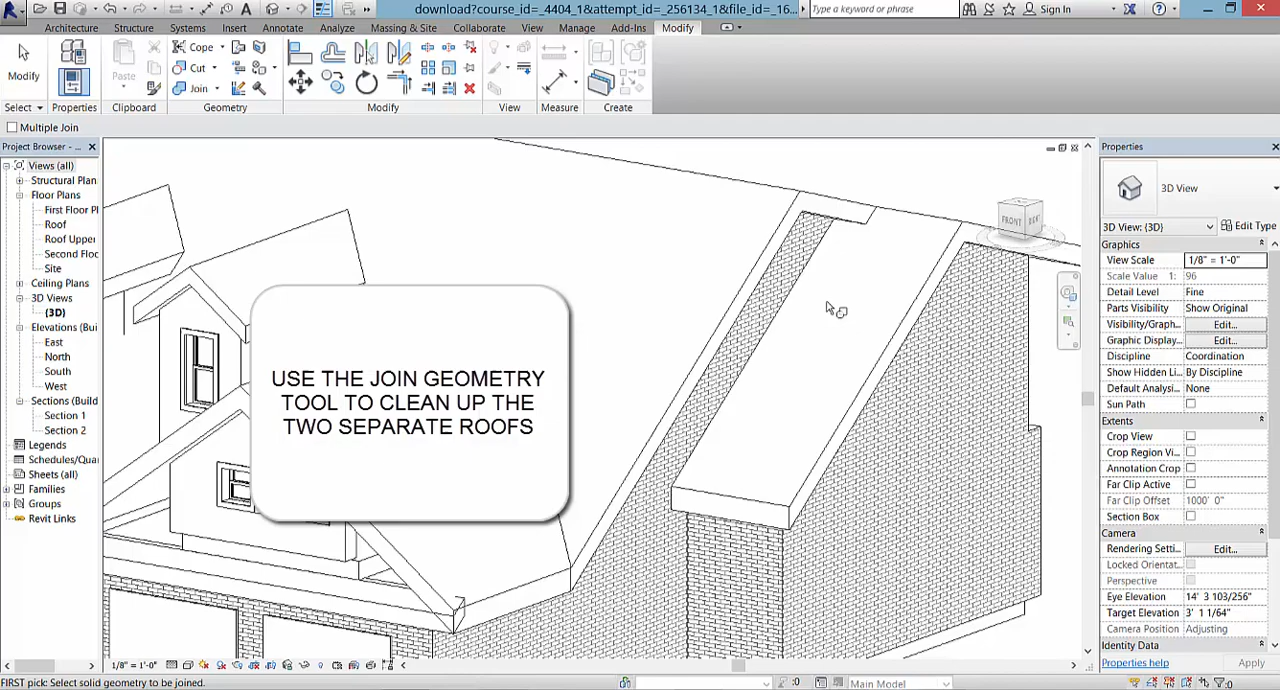 download?course_id=_4404_1&attempt_id=_256134_1&file_id=_16...
Type a keyword or phrase
Sign In
Architecture Structure Systems Insert Annotate Analyze Massing & Site Collaborate View Manage Add-Ins Modify
Modify
Paste
Cope
Cut
Join
Select Properties Clipboard Geometry Modify View Measure Create
Multiple Join
Project Browser - ...
Views (all)
Structural Plan
Floor Plans
First Floor Pl
Roof
Roof Upper
Second Floo
Site
Ceiling Plans
3D Views
{3D}
Elevations (Buil
East
North
South
West
Sections (Build
Section 1
Section 2
Legends
Schedules/Qua
Sheets (all)
Families
Groups
Revit Links
USE THE JOIN GEOMETRY
TOOL TO CLEAN UP THE
TWO SEPARATE ROOFS
FRONT
Properties
3D View
3D View: {3D} Edit Type
Graphics
View Scale 1/8" = 1'-0"
Scale Value 1: 96
Detail Level Fine
Parts Visibility Show Original
Visibility/Graph... Edit...
Graphic Display... Edit...
Discipline Coordination
Show Hidden Li... By Discipline
Default Analysi... None
Sun Path
Extents
Crop View
Crop Region Vi...
Annotation Crop
Far Clip Active
Far Clip Offset 1000' 0"
Section Box
Camera
Rendering Setti... Edit...
Locked Orientat...
Perspective
Eye Elevation 14' 3 103/256"
Target Elevation 3' 1 1/64"
Camera Position Adjusting
Identity Data
Properties help Apply
1/8" = 1'-0"
FIRST pick: Select solid geometry to be joined.
:0
Main Model
:0